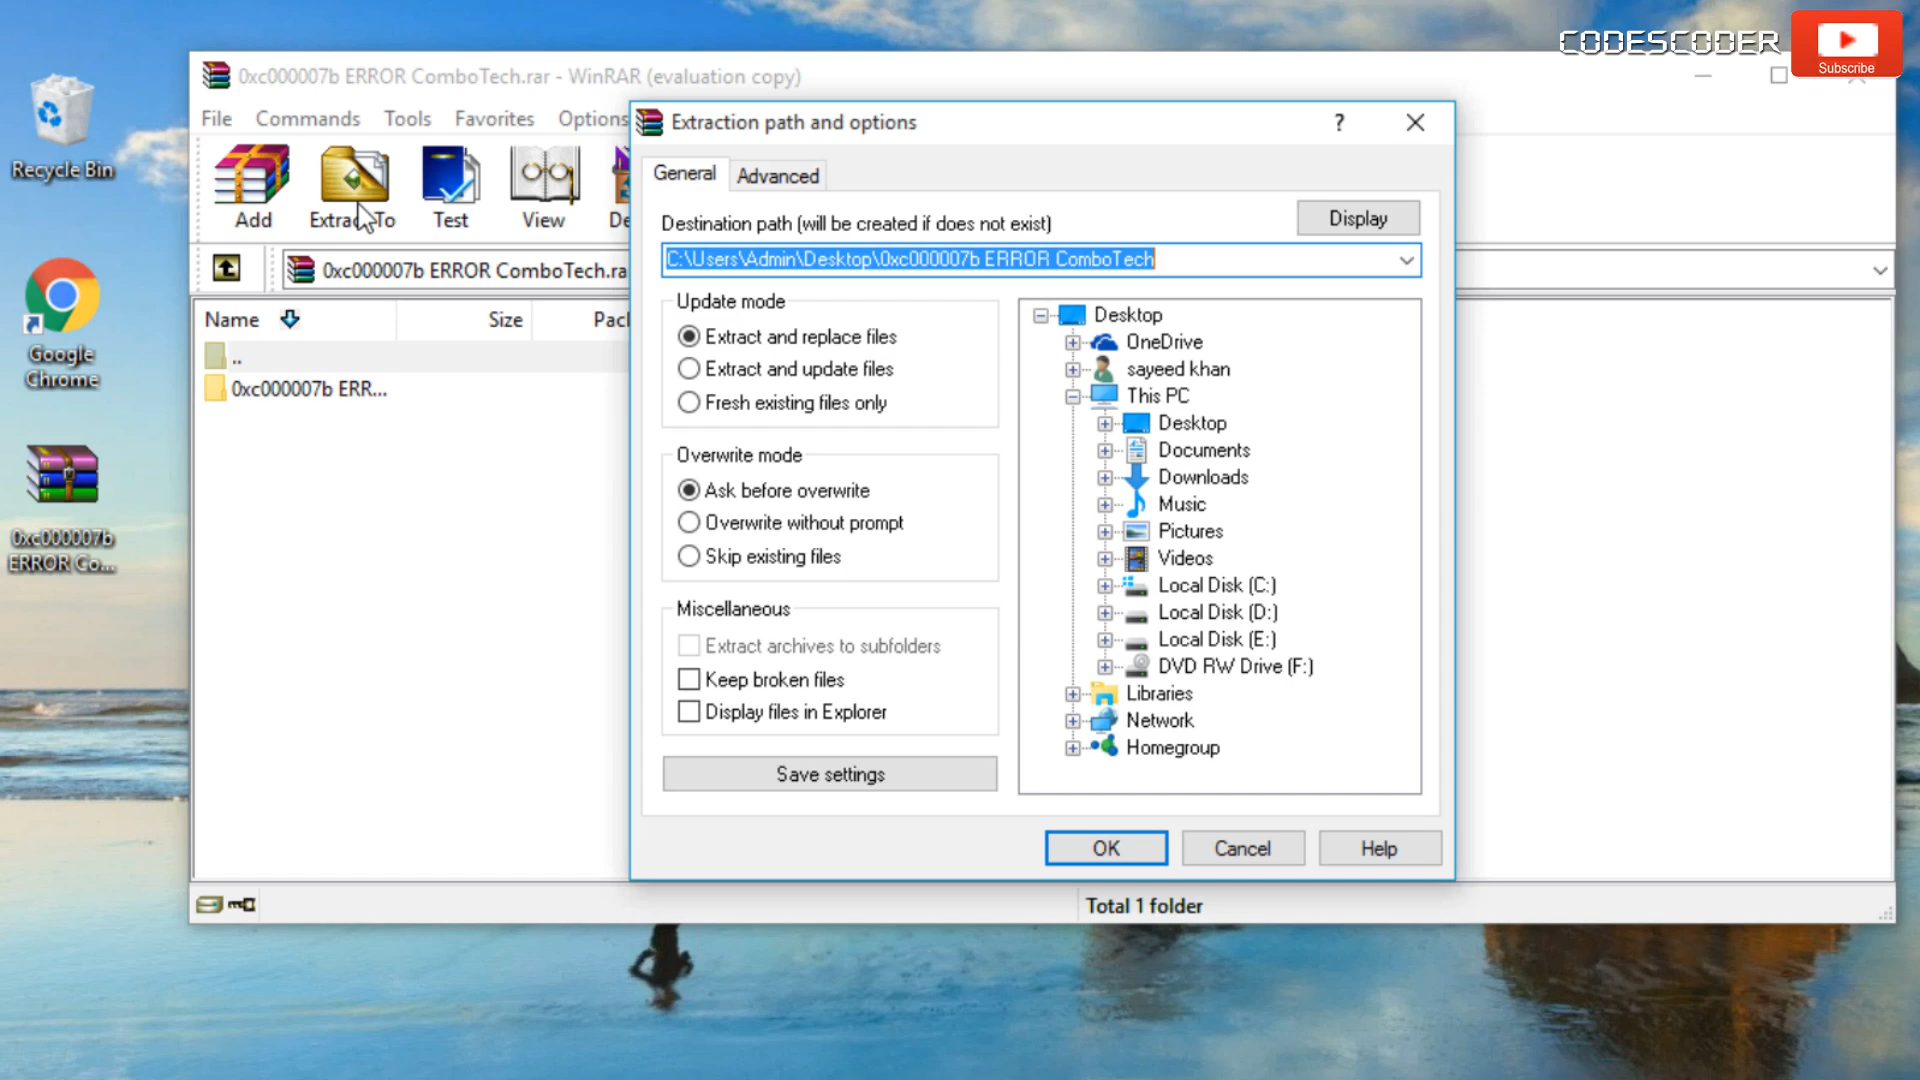 CODESCODER
Subscribe
Recycle Bin
Google
Chrome
0xc000007b
ERROR Co...
0xc000007b ERROR ComboTech.rar - WinRAR (evaluation copy)
File Commands Tools Favorites Options
Add Extract To Test View De
0xc000007b ERROR ComboTech.ra
Name Size Pack
..
0xc000007b ERR...
Total 1 folder
Extraction path and options
?
General Advanced
Destination path (will be created if does not exist)
Display
C:\Users\Admin\Desktop\0xc000007b ERROR ComboTech
Update mode
Extract and replace files
Extract and update files
Fresh existing files only
Overwrite mode
Ask before overwrite
Overwrite without prompt
Skip existing files
Miscellaneous
Extract archives to subfolders
Keep broken files
Display files in Explorer
Save settings
Desktop
OneDrive
sayeed khan
This PC
Desktop
Documents
Downloads
Music
Pictures
Videos
Local Disk (C:)
Local Disk (D:)
Local Disk (E:)
DVD RW Drive (F:)
Libraries
Network
Homegroup
OK Cancel Help